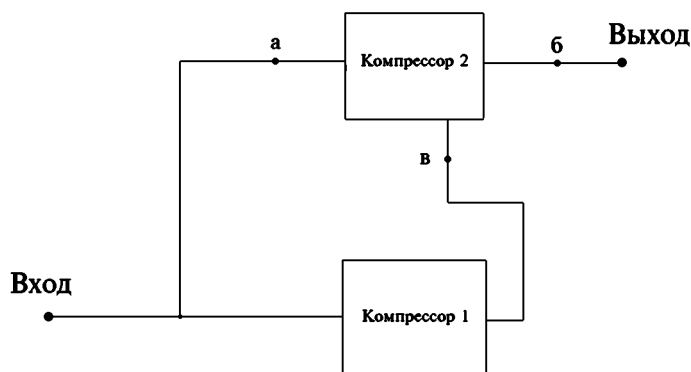 а
Компрессор 2
б
Выход
в
Вход
Компрессор 1